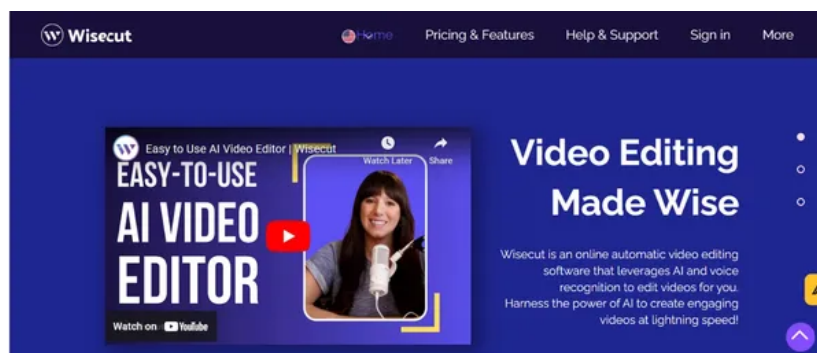 Wisecut
Home Pricing & Features Help & Support Sign in More
Easy to Use AI Video Editor | Wisecut
Watch Later Share
EASY-TO-USE
AI VIDEO
EDITOR
Watch on YouTube
Video Editing
Made Wise
Wisecut is an online automatic video editing
software that leverages AI and voice
recognition to edit videos for you.
Harness the power of AI to create engaging
videos at lightning speed!